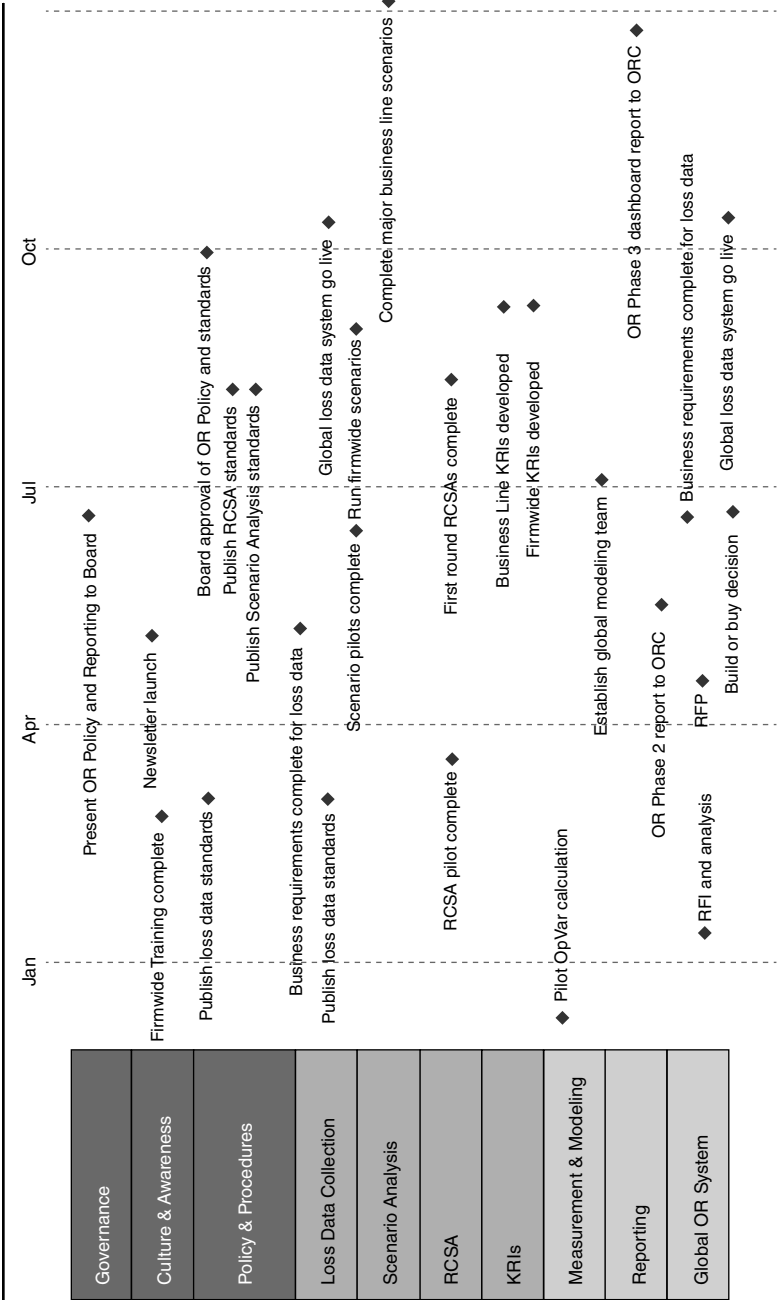 Jan
Apr
Jul
Oct
Governance
Present OR Policy and Reporting to Board
Culture & Awareness
Newsletter launch
Firmwide Training complete
Policy & Procedures
Publish loss data standards
Board approval of OR Policy and standards
Publish RCSA standards
Publish Scenario Analysis standards
Loss Data Collection
Business requirements complete for loss data
Publish loss data standards
Global loss data system go live
Scenario Analysis
Scenario pilots complete
Run firmwide scenarios
Complete major business line scenarios
RCSA
RCSA pilot complete
First round RCSAs complete
KRIs
Business Line KRIs developed
Firmwide KRIs developed
Measurement & Modeling
Pilot OpVar calculation
Establish global modeling team
Reporting
OR Phase 2 report to ORC
OR Phase 3 dashboard report to ORC
Global OR System
Business requirements complete for loss data
RFI and analysis
RFP
Build or buy decision
Global loss data system go live